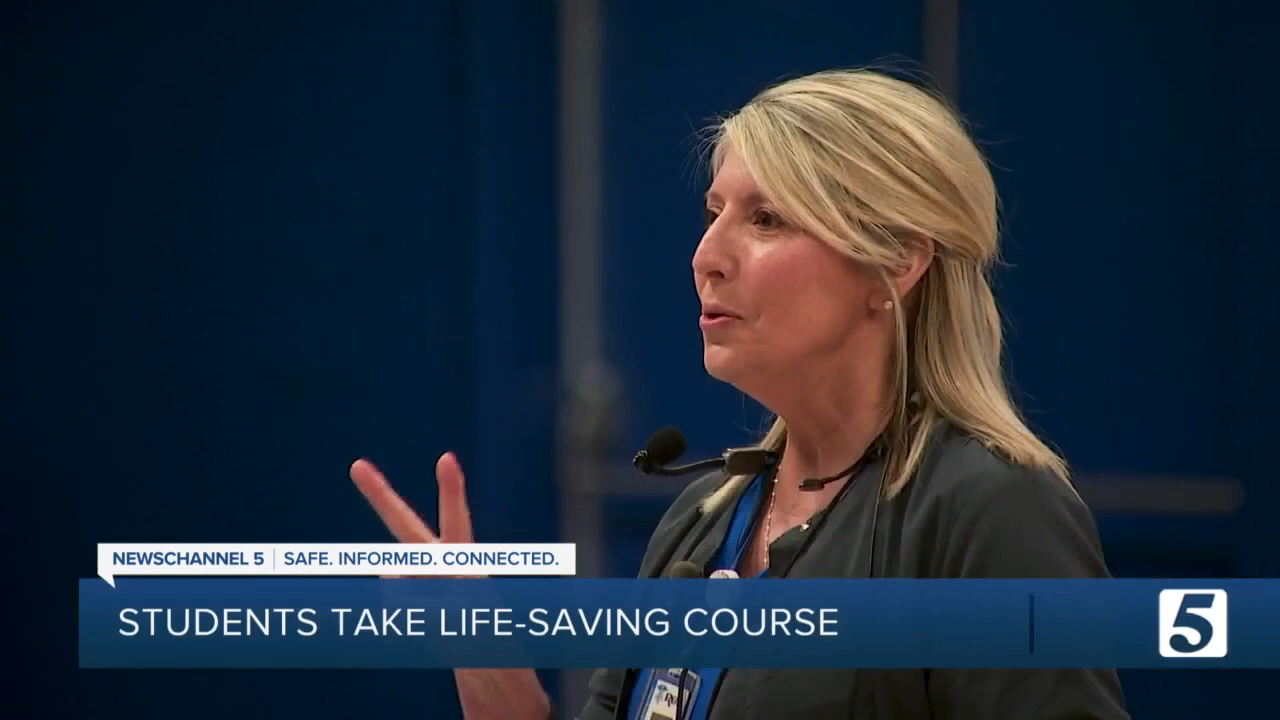 NEWSCHANNEL 5 | SAFE. INFORMED. CONNECTED.
STUDENTS TAKE LIFE-SAVING COURSE
5